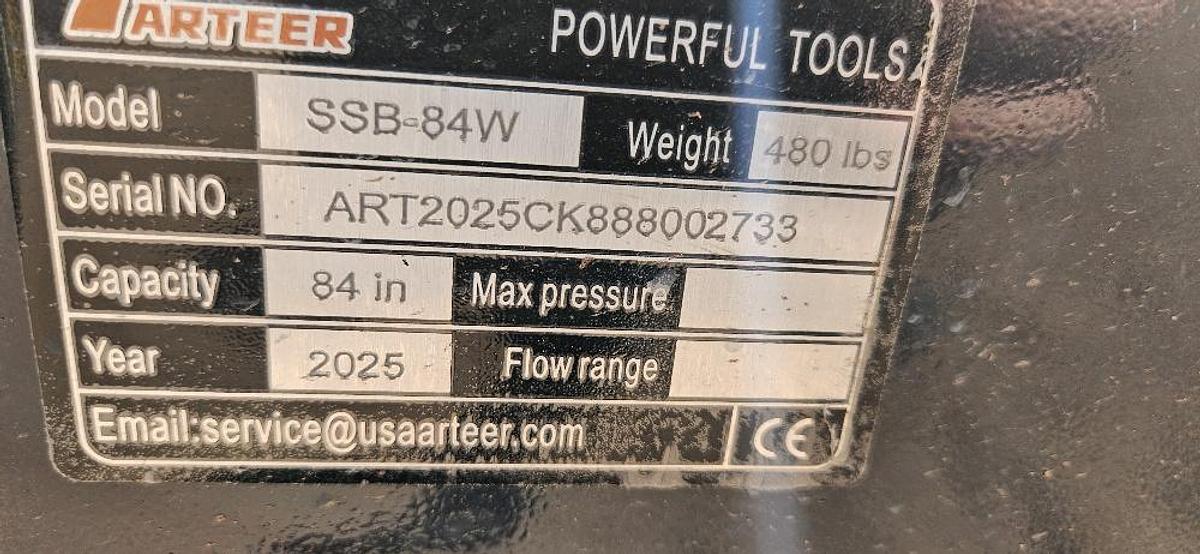 ARTEER POWERFUL TOOLS
Model SSB-84W Weight 480 lbs
Serial NO. ART2025CK888002733
Capacity 84 in Max pressure
Year 2025 Flow range
Email:service@usaarteer.com CE